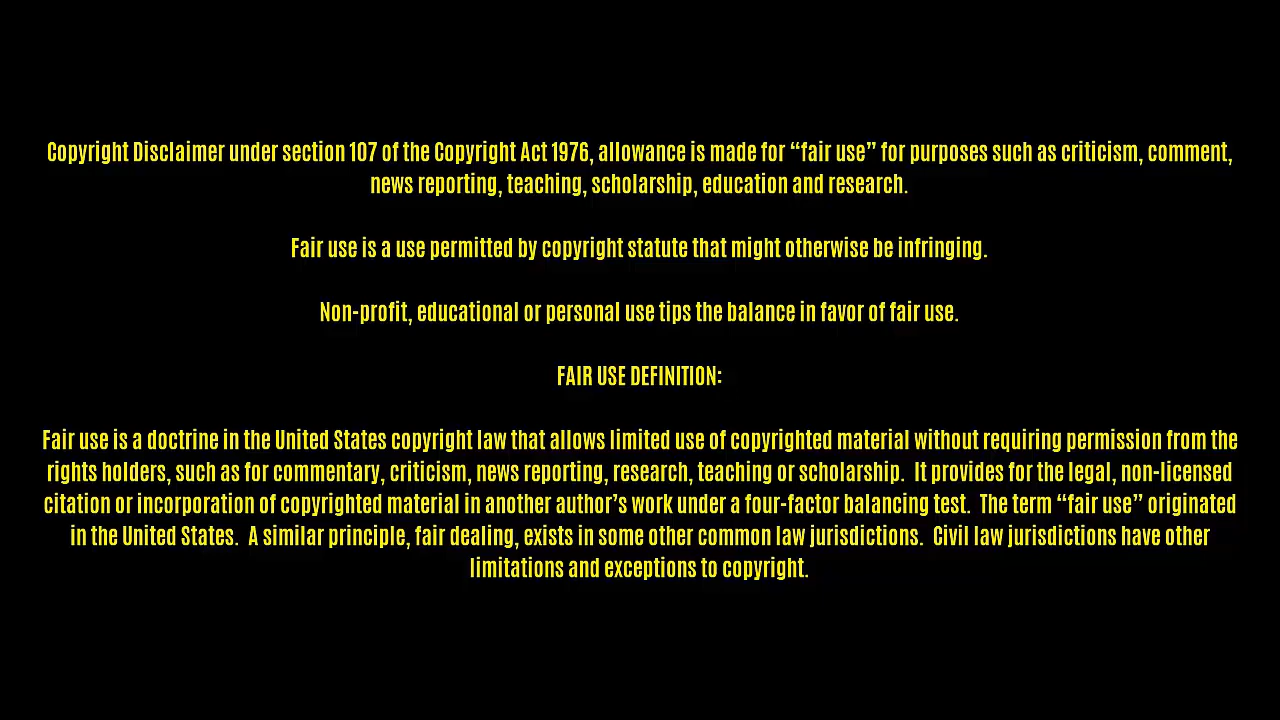 Copyright Disclaimer under section 107 of the Copyright Act 1976, allowance is made for “fair use” for purposes such as criticism, comment,
news reporting, teaching, scholarship, education and research.
Fair use is a use permitted by copyright statute that might otherwise be infringing.
Non-profit, educational or personal use tips the balance in favor of fair use.
FAIR USE DEFINITION:
Fair use is a doctrine in the United States copyright law that allows limited use of copyrighted material without requiring permission from the
rights holders, such as for commentary, criticism, news reporting, research, teaching or scholarship.  It provides for the legal, non-licensed
citation or incorporation of copyrighted material in another author’s work under a four-factor balancing test.  The term “fair use” originated
in the United States.  A similar principle, fair dealing, exists in some other common law jurisdictions.  Civil law jurisdictions have other
limitations and exceptions to copyright.